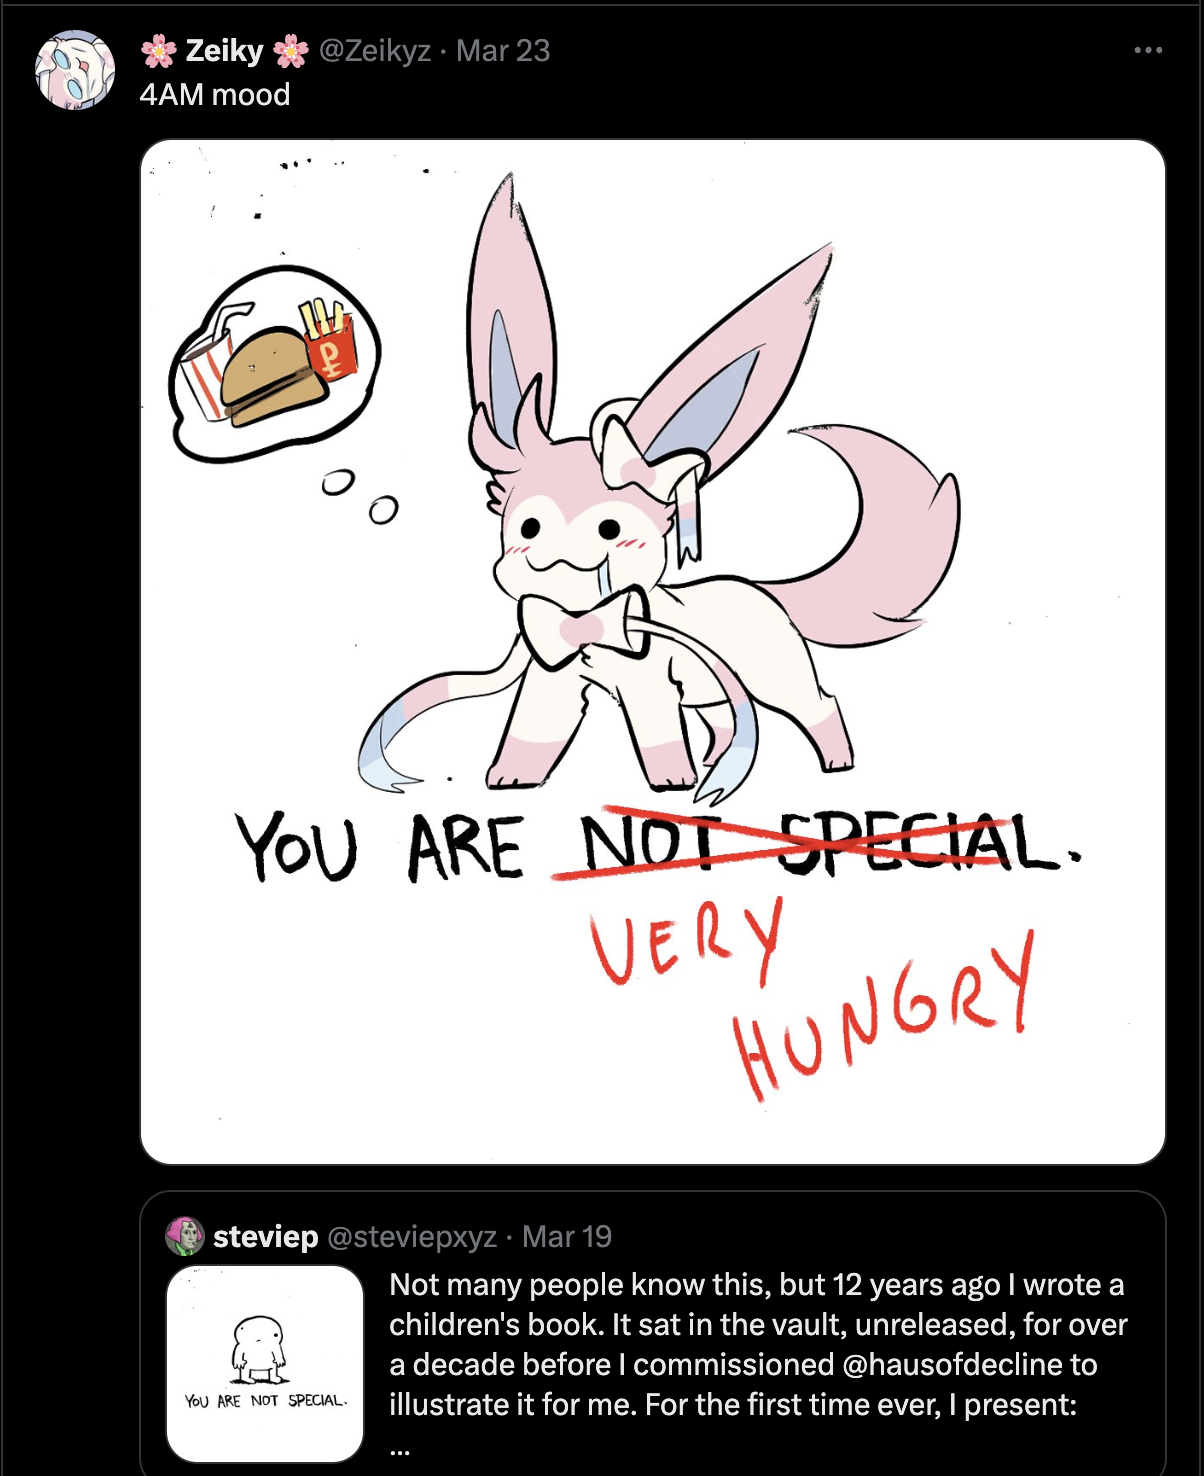 🌸 Zeiky 🌸 @Zeikyz · Mar 23
4AM mood
YOU ARE NOT SPECIAL.
VERY
HUNGRY
steviep @steviepxyz · Mar 19
Not many people know this, but 12 years ago I wrote a
children's book. It sat in the vault, unreleased, for over
a decade before I commissioned @hausofdecline to
illustrate it for me. For the first time ever, I present:
...
YOU ARE NOT SPECIAL.